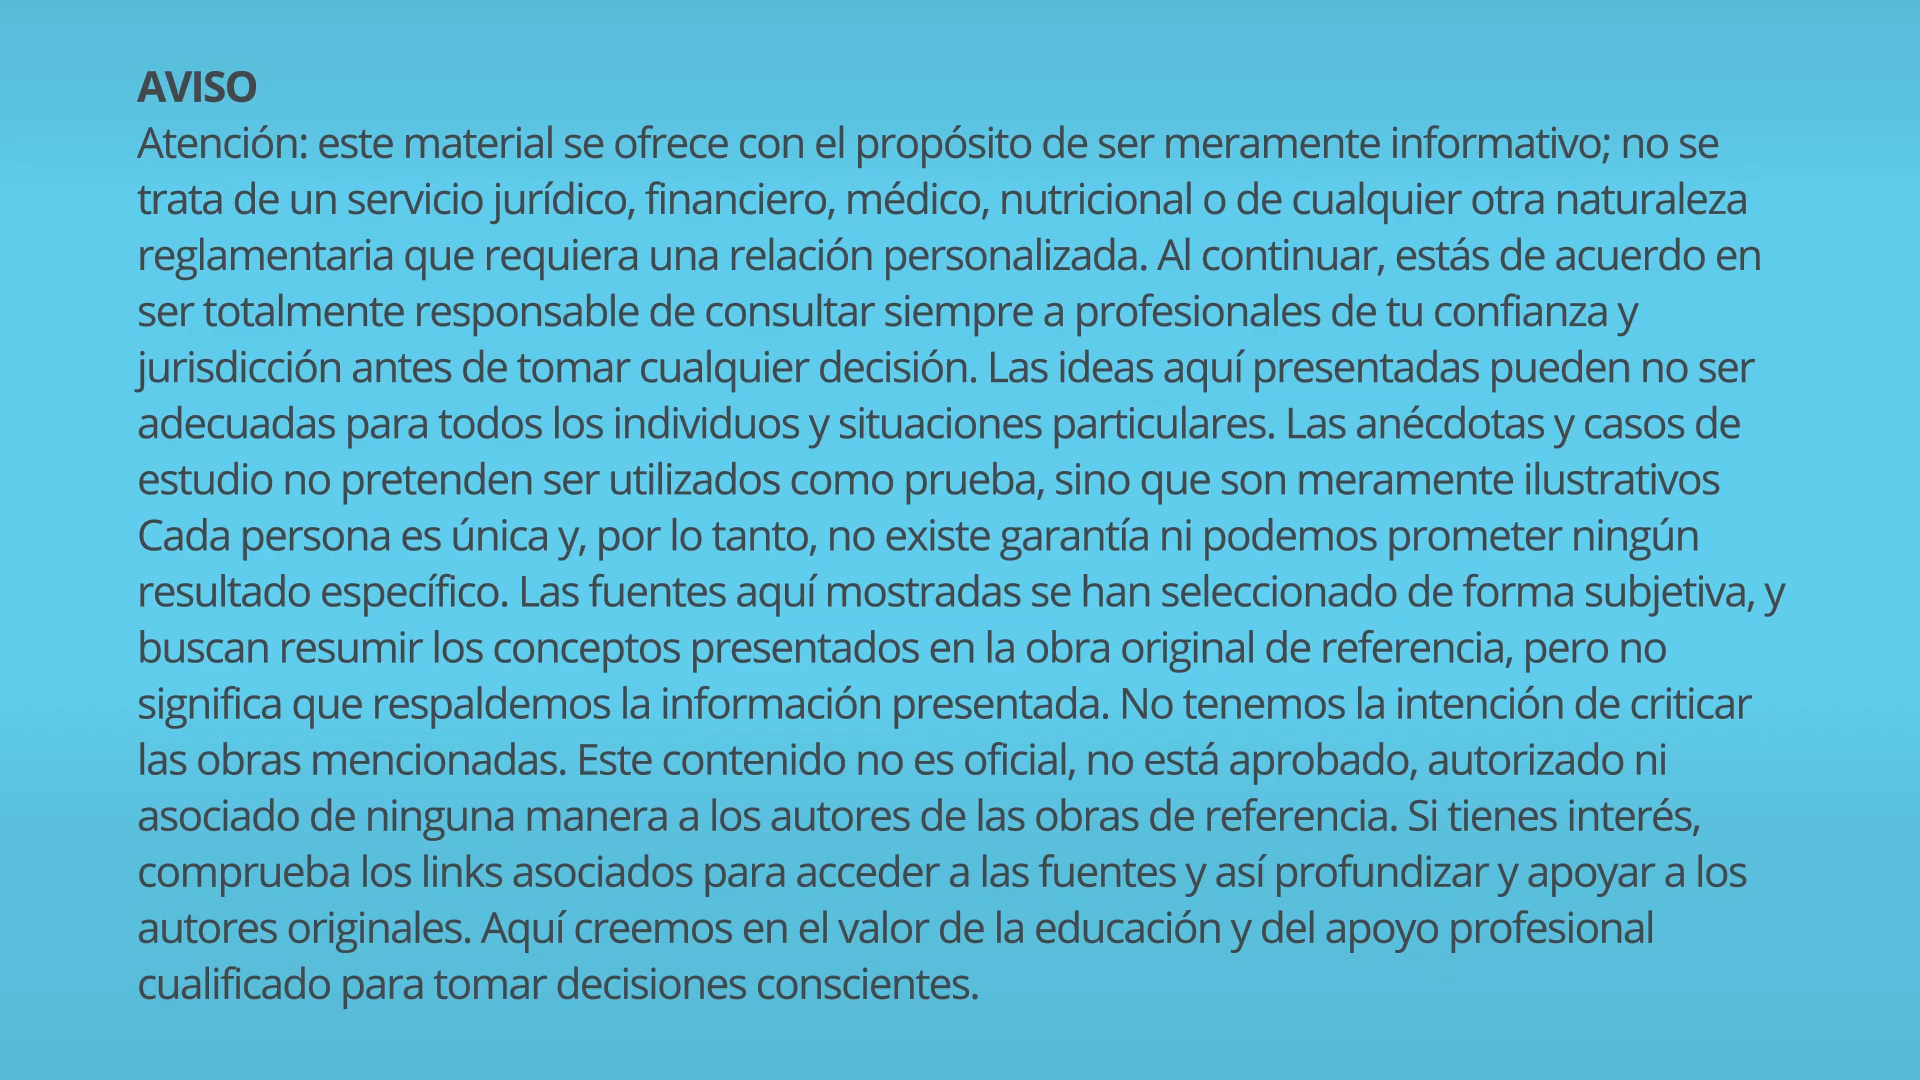 AVISO
Atención: este material se ofrece con el propósito de ser meramente informativo; no se
trata de un servicio jurídico, financiero, médico, nutricional o de cualquier otra naturaleza
reglamentaria que requiera una relación personalizada. Al continuar, estás de acuerdo en
ser totalmente responsable de consultar siempre a profesionales de tu confianza y
jurisdicción antes de tomar cualquier decisión. Las ideas aquí presentadas pueden no ser
adecuadas para todos los individuos y situaciones particulares. Las anécdotas y casos de
estudio no pretenden ser utilizados como prueba, sino que son meramente ilustrativos
Cada persona es única y, por lo tanto, no existe garantía ni podemos prometer ningún
resultado específico. Las fuentes aquí mostradas se han seleccionado de forma subjetiva, y
buscan resumir los conceptos presentados en la obra original de referencia, pero no
significa que respaldemos la información presentada. No tenemos la intención de criticar
las obras mencionadas. Este contenido no es oficial, no está aprobado, autorizado ni
asociado de ninguna manera a los autores de las obras de referencia. Si tienes interés,
comprueba los links asociados para acceder a las fuentes y así profundizar y apoyar a los
autores originales. Aquí creemos en el valor de la educación y del apoyo profesional
cualificado para tomar decisiones conscientes.